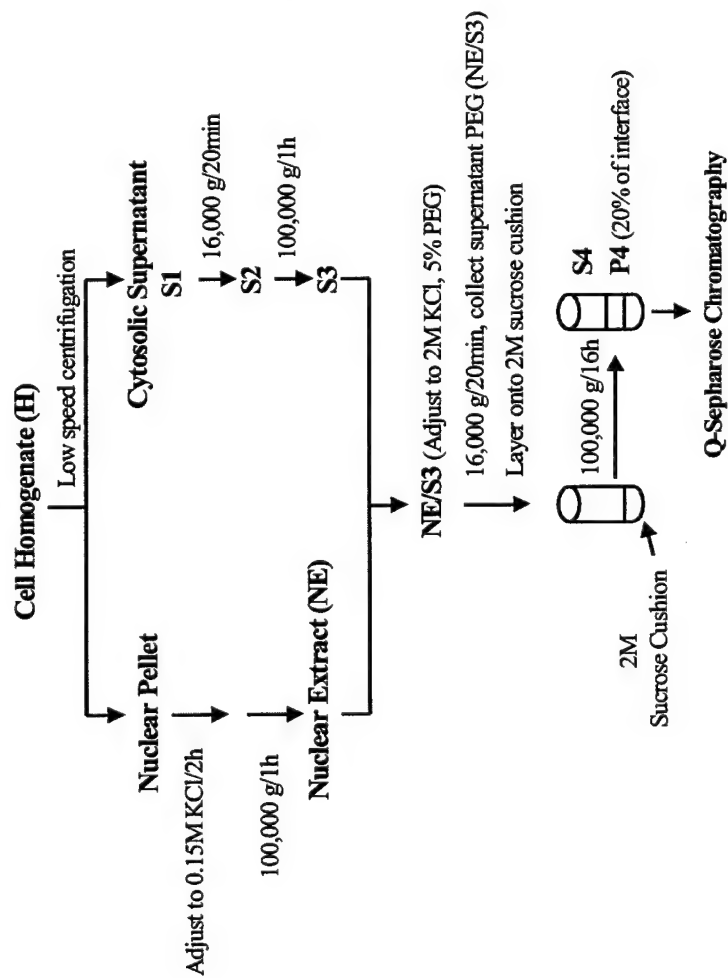 Cell Homogenate (H)
Low speed centrifugation
Nuclear Pellet
Cytosolic Supernatant
S1
Adjust to 0.15M KCl/2h
16,000 g/20min
S2
100,000 g/1h
100,000 g/1h
Nuclear Extract (NE)
S3
NE/S3 (Adjust to 2M KCl, 5% PEG)
16,000 g/20min, collect supernatant PEG (NE/S3)
Layer onto 2M sucrose cushion
100,000 g/16h
S4
P4 (20% of interface)
2M
Sucrose Cushion
Q-Sepharose Chromatography